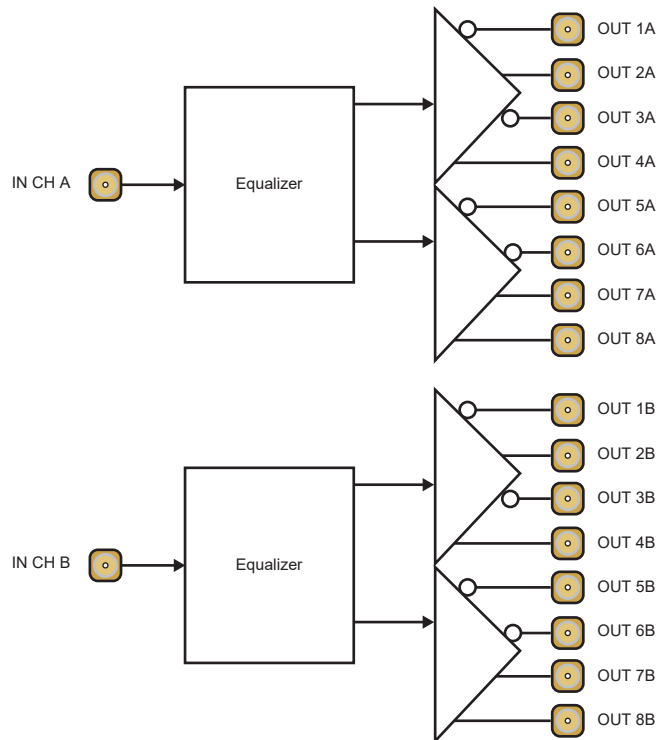 OUT 1A
OUT 2A
OUT 3A
IN CH A
Equalizer
OUT 4A
OUT 5A
OUT 6A
OUT 7A
OUT 8A
OUT 1B
OUT 2B
OUT 3B
IN CH B
Equalizer
OUT 4B
OUT 5B
OUT 6B
OUT 7B
OUT 8B